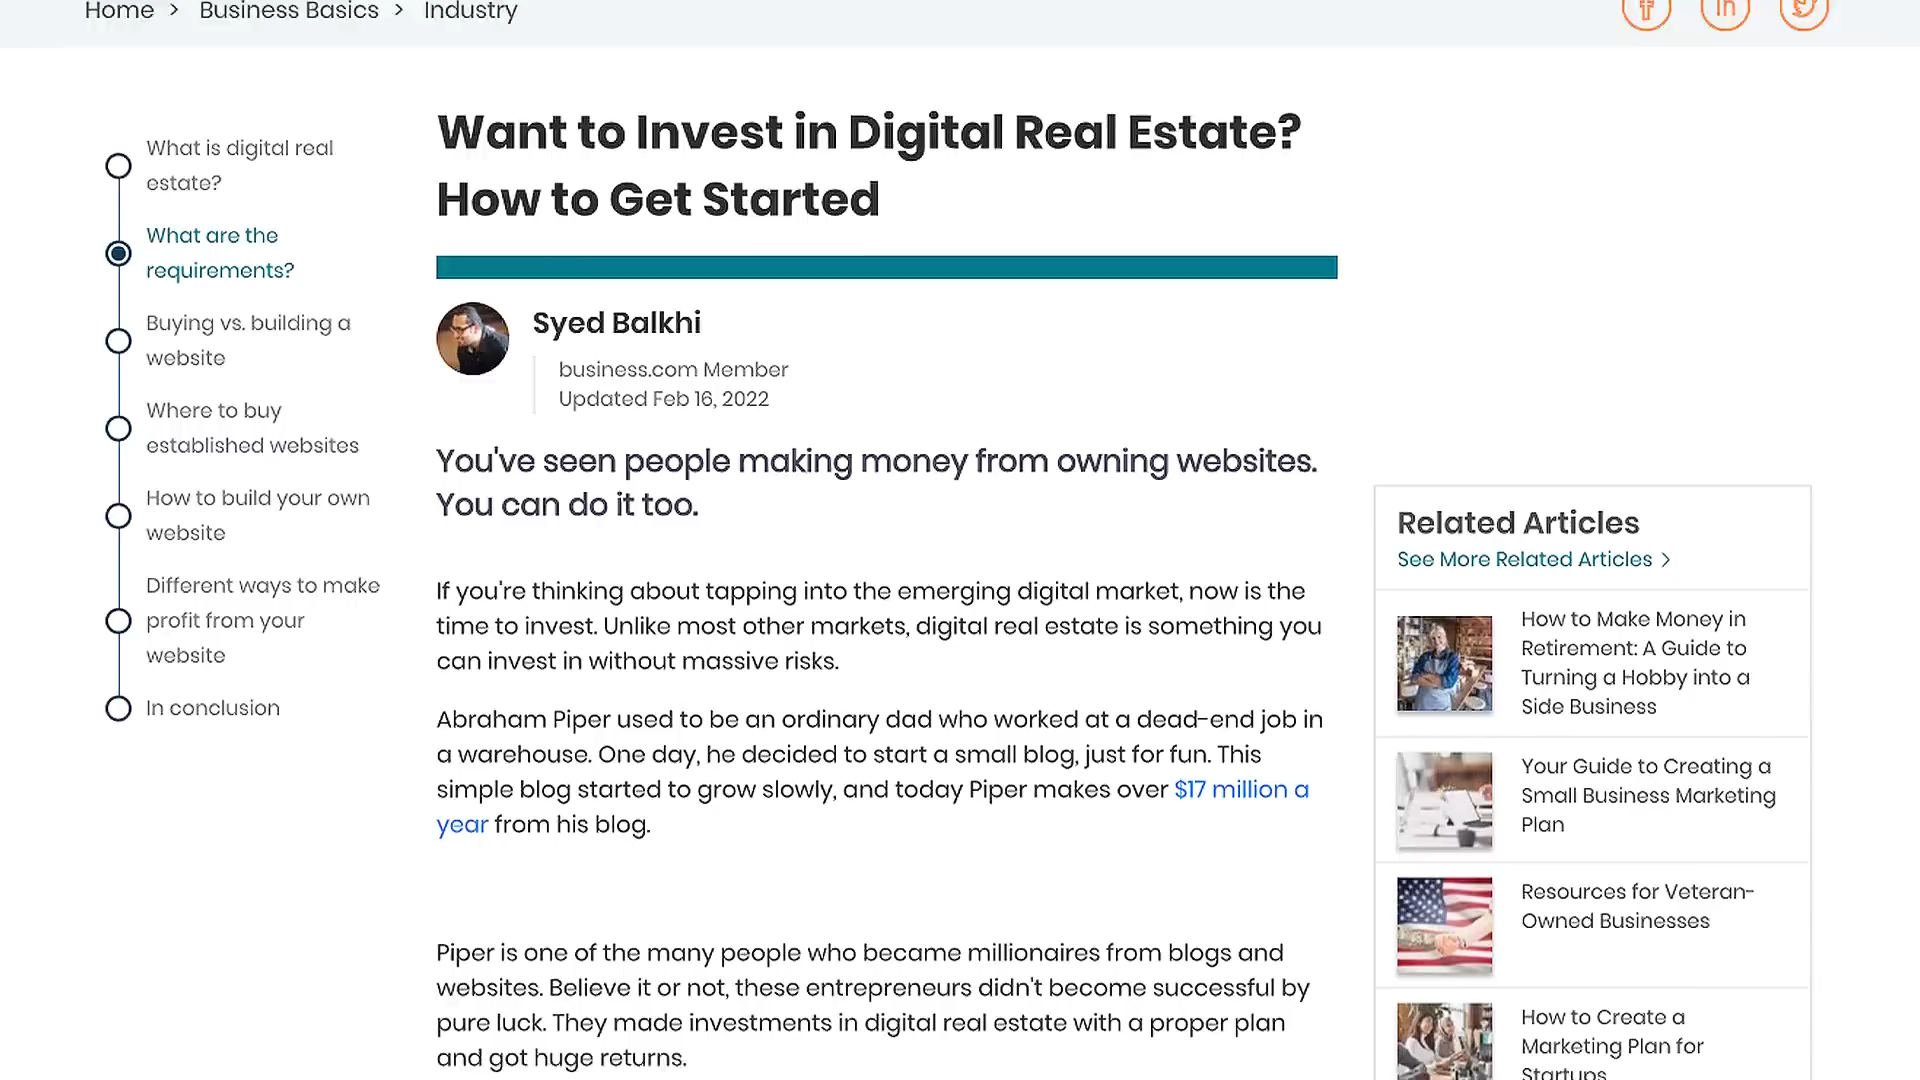 Home > Business Basics > Industry
What is digital real
estate?
What are the
requirements?
Buying vs. building a
website
Where to buy
established websites
How to build your own
website
Different ways to make
profit from your
website
In conclusion
Want to Invest in Digital Real Estate?
How to Get Started
Syed Balkhi
business.com Member
Updated Feb 16, 2022
You've seen people making money from owning websites.
You can do it too.
If you're thinking about tapping into the emerging digital market, now is the
time to invest. Unlike most other markets, digital real estate is something you
can invest in without massive risks.
Abraham Piper used to be an ordinary dad who worked at a dead-end job in
a warehouse. One day, he decided to start a small blog, just for fun. This
simple blog started to grow slowly, and today Piper makes over $17 million a
year from his blog.
Piper is one of the many people who became millionaires from blogs and
websites. Believe it or not, these entrepreneurs didn't become successful by
pure luck. They made investments in digital real estate with a proper plan
and got huge returns.
Related Articles
See More Related Articles >
How to Make Money in
Retirement: A Guide to
Turning a Hobby into a
Side Business
Your Guide to Creating a
Small Business Marketing
Plan
Resources for Veteran-
Owned Businesses
How to Create a
Marketing Plan for
Startups